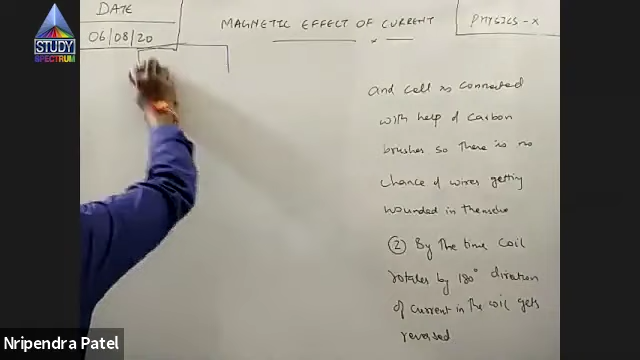 DATE
06/08/20
STUDY
SPECTRUM
MAGNETIC EFFECT OF CURRENT
PHYSICS - X
and cell is connected
with help of carbon
brushes so there is no
chance of wires getting
wounded in
② By the time coil
rotates by 180° direction
of current in the coil gets
reversed
Nripendra Patel